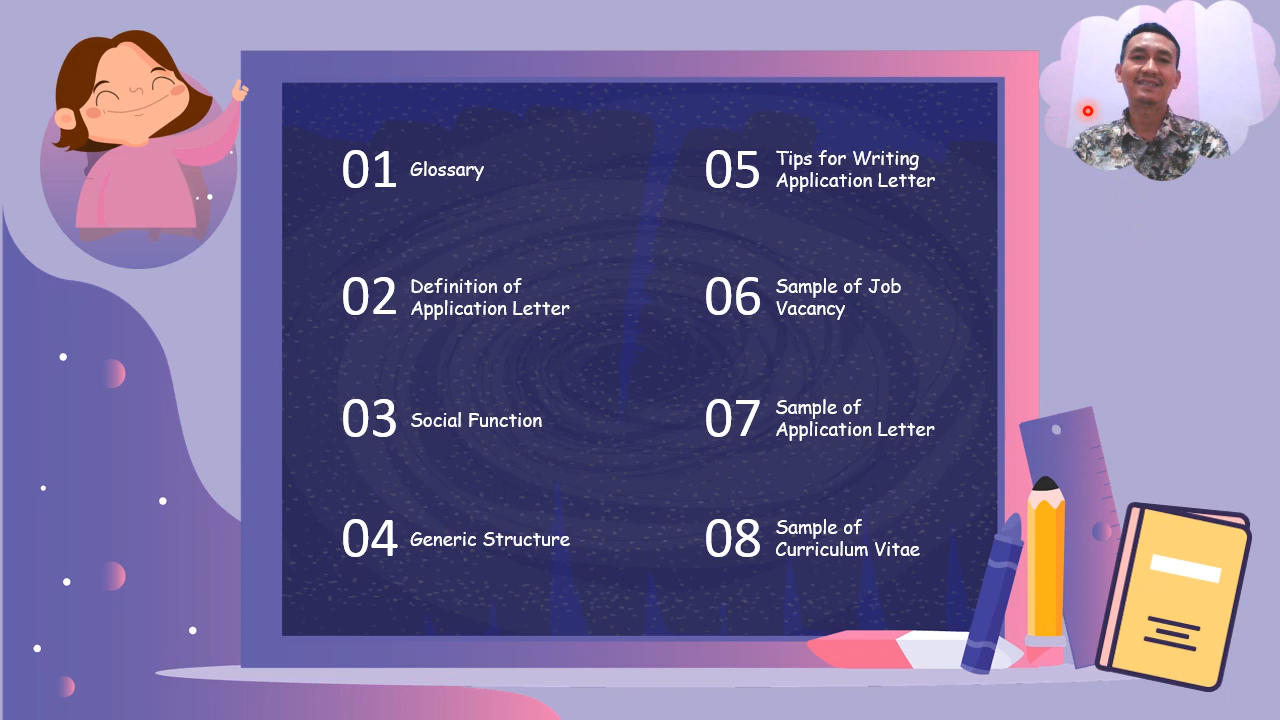 01 Glossary
02 Definition of
Application Letter
03 Social Function
04 Generic Structure
05 Tips for Writing
Application Letter
06 Sample of Job
Vacancy
07 Sample of
Application Letter
08 Sample of
Curriculum Vitae